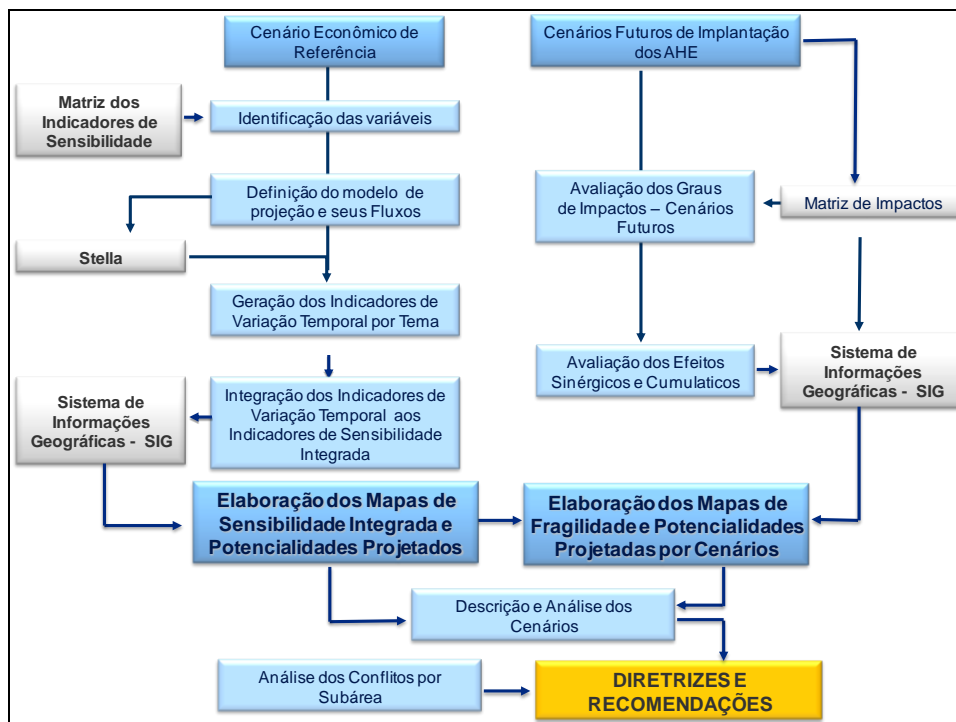 Cenário Econômico de
Referência
Cenários Futuros de Implantação
dos AHE
Matriz dos
Indicadores de
Sensibilidade
Identificação das variáveis
Definição do modelo de
projeção e seus Fluxos
Avaliação dos Graus
de Impactos – Cenários
Futuros
Matriz de Impactos
Stella
Geração dos Indicadores de
Variação Temporal por Tema
Avaliação dos Efeitos
Sinérgicos e Cumulaticos
Sistema de
Informações
Geográficas - SIG
Sistema de
Informações
Geográficas - SIG
Integração dos Indicadores de
Variação Temporal aos
Indicadores de Sensibilidade
Integrada
Elaboração dos Mapas de
Sensibilidade Integrada e
Potencialidades Projetados
Elaboração dos Mapas de
Fragilidade e Potencialidades
Projetadas por Cenários
Descrição e Análise dos
Cenários
Análise dos Conflitos por
Subárea
DIRETRIZES E
RECOMENDAÇÕES